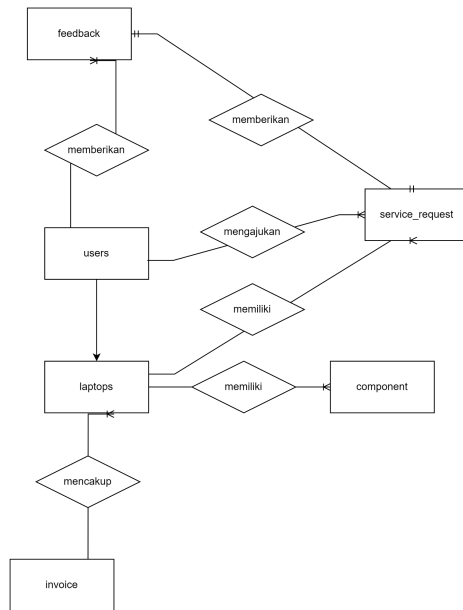 feedback
memberikan
memberikan
service_request
mengajukan
users
memiliki
laptops
memiliki
component
mencakup
invoice